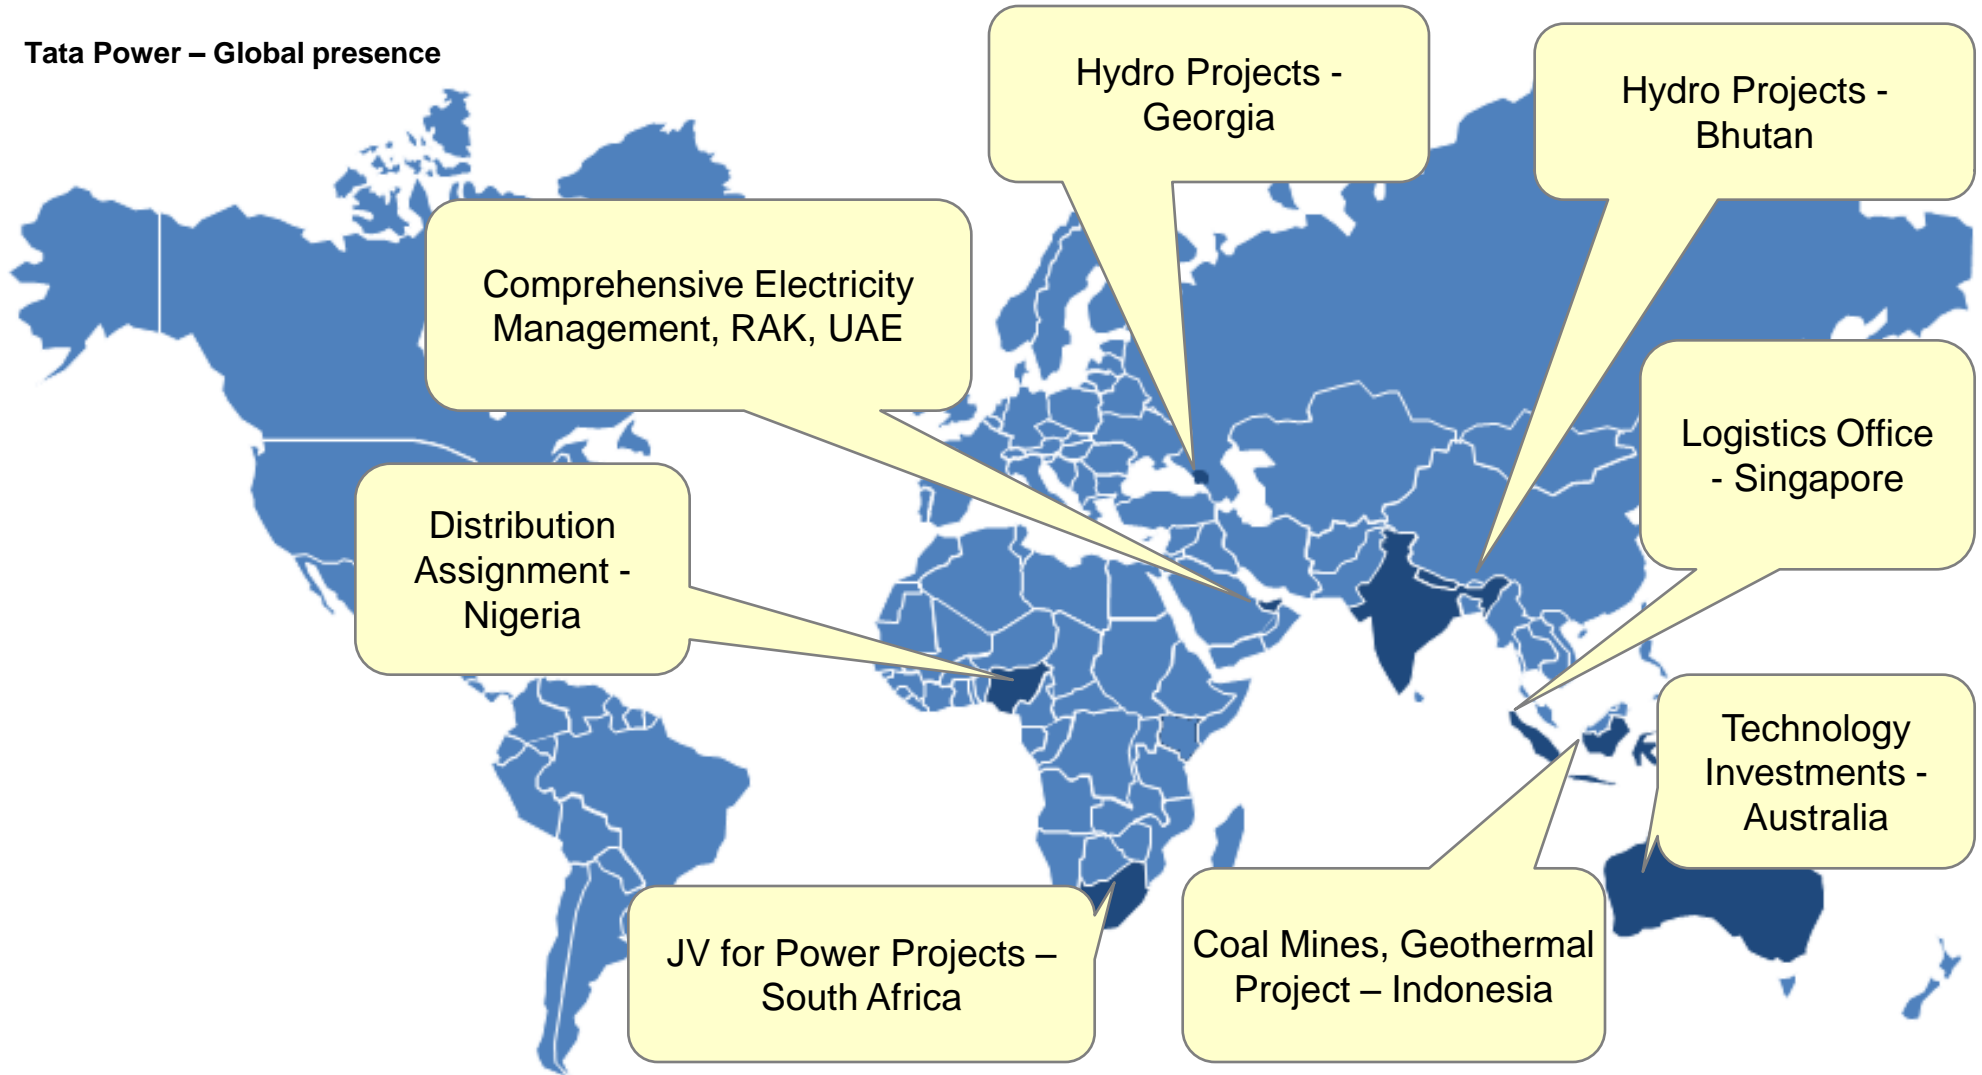 Tata Power – Global presence
Hydro Projects -
Georgia
Hydro Projects -
Bhutan
Comprehensive Electricity
Management, RAK, UAE
Logistics Office
- Singapore
Distribution
Assignment -
Nigeria
Technology
Investments -
Australia
JV for Power Projects –
South Africa
Coal Mines, Geothermal
Project – Indonesia